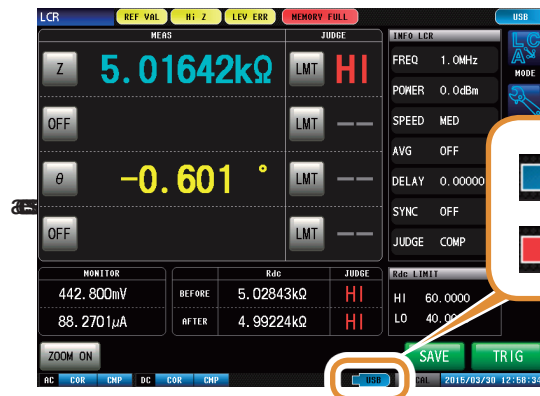 LCR REF VAL Hi Z LEV ERR MEMORY FULL USB
MEAS JUDGE INFO LCR
Z 5.01642kΩ LMT HI FREQ 1.0MHz
MODE
POWER 0.0dBm
OFF LMT -- SPEED MED
AVG OFF
θ -0.601 ° LMT -- DELAY 0.00000
SYNC OFF
OFF LMT -- JUDGE COMP
MONITOR Rdc JUDGE Rdc LIMIT
442.800mV BEFORE 5.02843kΩ HI HI 60.0000
88.2701μA AFTER 4.99224kΩ HI LO
ZOOM ON SAVE TRIG
AC COR CMP DC COR CMP USB 2015/03/30 12:58:34